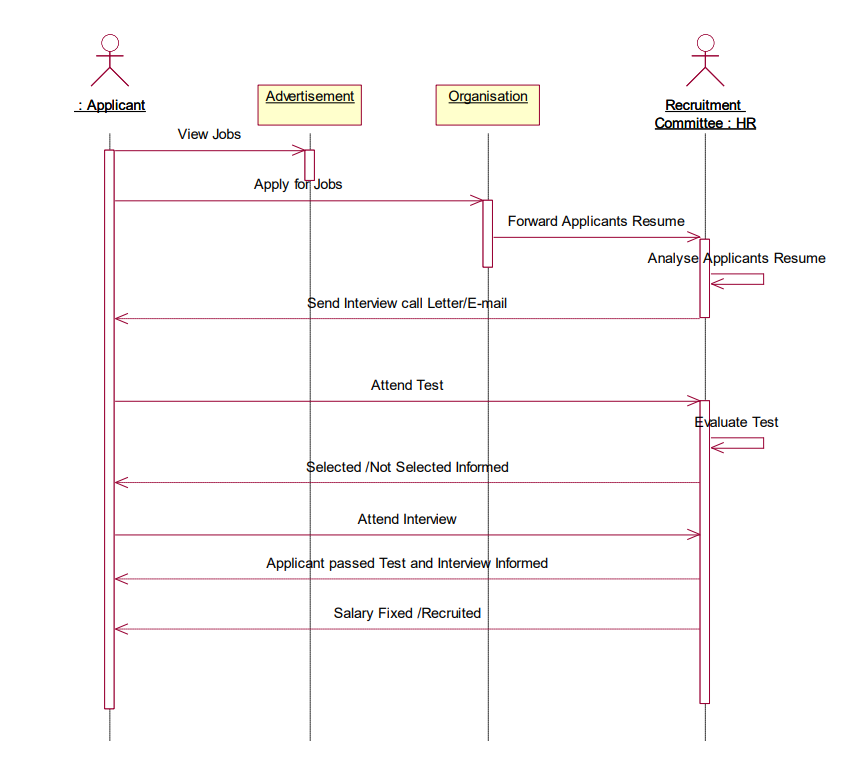 : Applicant
Advertisement
Organisation
Recruitment
Committee : HR
View Jobs
Apply for Jobs
Forward Applicants Resume
Analyse Applicants Resume
Send Interview call Letter/E-mail
Attend Test
Evaluate Test
Selected /Not Selected Informed
Attend Interview
Applicant passed Test and Interview Informed
Salary Fixed /Recruited